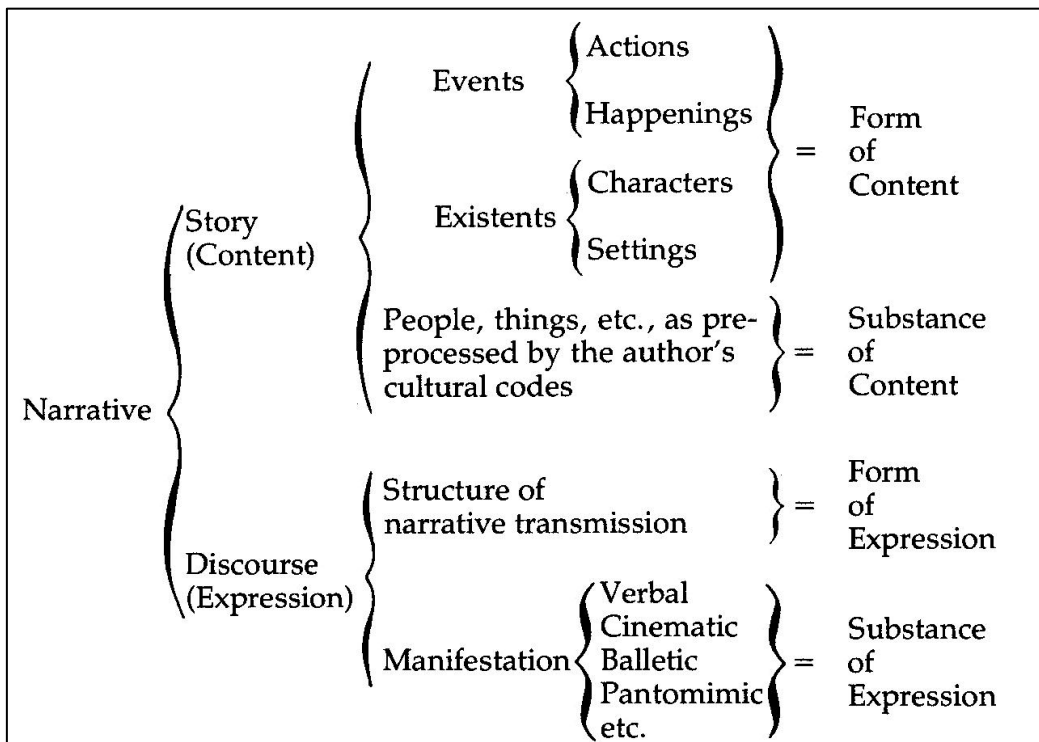 Narrative
Story
(Content)
Events
Actions
Happenings
Existents
Characters
Settings
= Form
of
Content
People, things, etc., as pre-
processed by the author's
cultural codes
= Substance
of
Content
Discourse
(Expression)
Structure of
narrative transmission
= Form
of
Expression
Manifestation
Verbal
Cinematic
Balletic
Pantomimic
etc.
= Substance
of
Expression